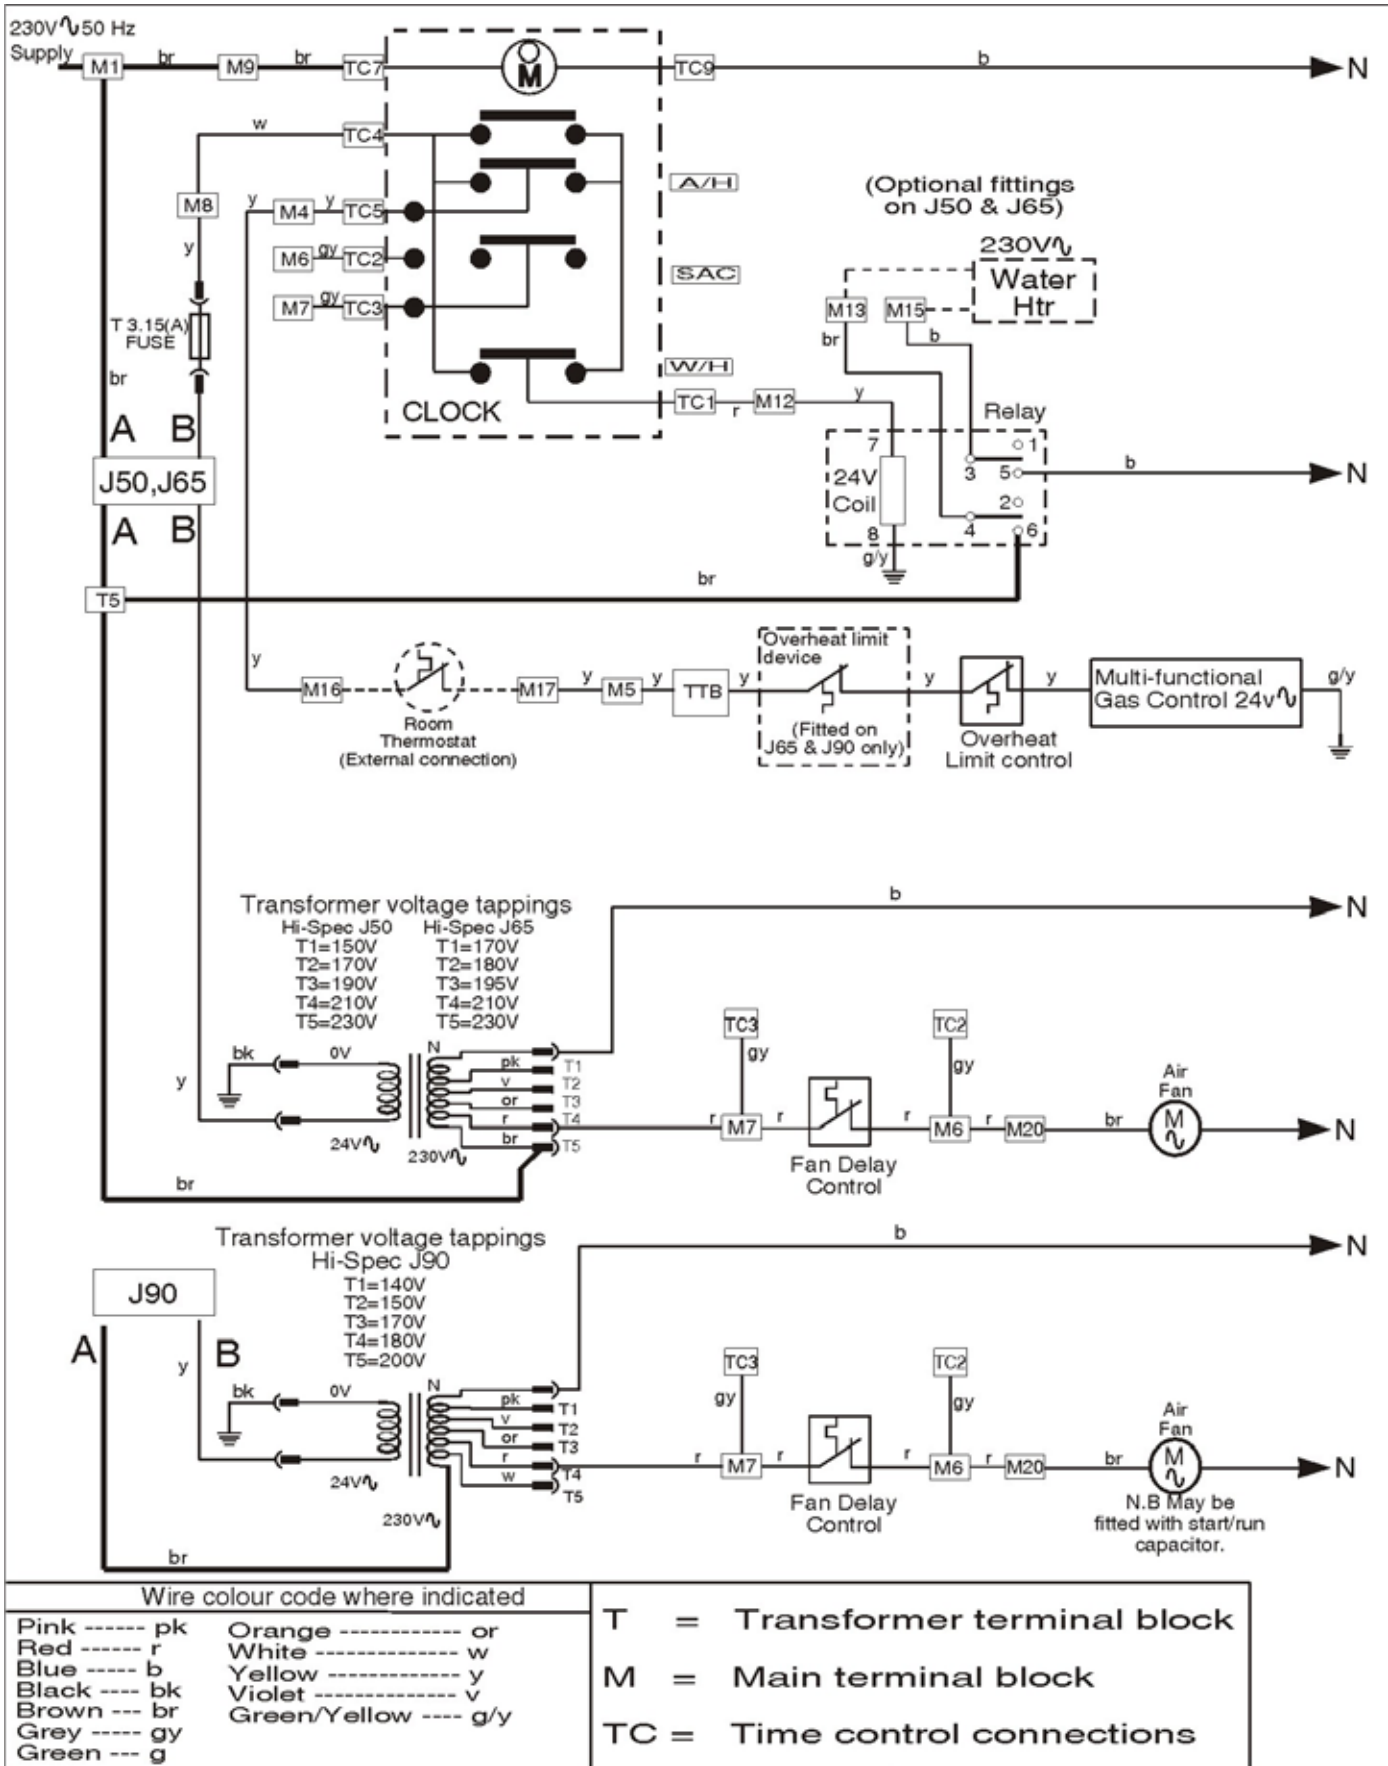 230V∿50 Hz
Supply
M1
br
M9
br
TC7
M
TC9
b
N
w
TC4
M8
y
M4
y
TC5
A/H
M6
gy
TC2
SAC
M7
gy
TC3
W/H
y
T 3.15(A)
FUSE
br
CLOCK
TC1
r
M12
y
(Optional fittings
on J50 & J65)
230V∿
Water
Htr
M13
M15
br
b
Relay
7
24V
Coil
8
g/y
1
3
5
2
4
6
b
N
A
B
J50,J65
A
B
T5
br
y
M16
Room
Thermostat
(External connection)
M17
y
M5
y
TTB
y
Overheat limit
device
(Fitted on
J65 & J90 only)
y
Overheat
Limit control
y
Multi-functional
Gas Control 24v∿
g/y
Transformer voltage tappings
Hi-Spec J50
T1=150V
T2=170V
T3=190V
T4=210V
T5=230V
Hi-Spec J65
T1=170V
T2=180V
T3=195V
T4=210V
T5=230V
b
N
bk
0V
N
y
24V∿
230V∿
pk
T1
v
T2
or
T3
r
T4
br
T5
br
r
TC3
gy
M7
r
Fan Delay
Control
r
TC2
gy
M6
r
M20
br
Air
Fan
M
∿
N
Transformer voltage tappings
Hi-Spec J90
T1=140V
T2=150V
T3=170V
T4=180V
T5=200V
b
N
J90
A
B
y
bk
0V
N
24V∿
230V∿
pk
T1
v
T2
or
T3
r
T4
w
T5
br
r
TC3
gy
M7
r
Fan Delay
Control
r
TC2
gy
M6
r
M20
br
Air
Fan
M
∿
N
N.B May be
fitted with start/run
capacitor.
Wire colour code where indicated
Pink ------ pk
Red ------ r
Blue ----- b
Black ---- bk
Brown --- br
Grey ----- gy
Green --- g
Orange ------------ or
White --------------- w
Yellow ------------- y
Violet --------------- v
Green/Yellow ---- g/y
T = Transformer terminal block
M = Main terminal block
TC = Time control connections